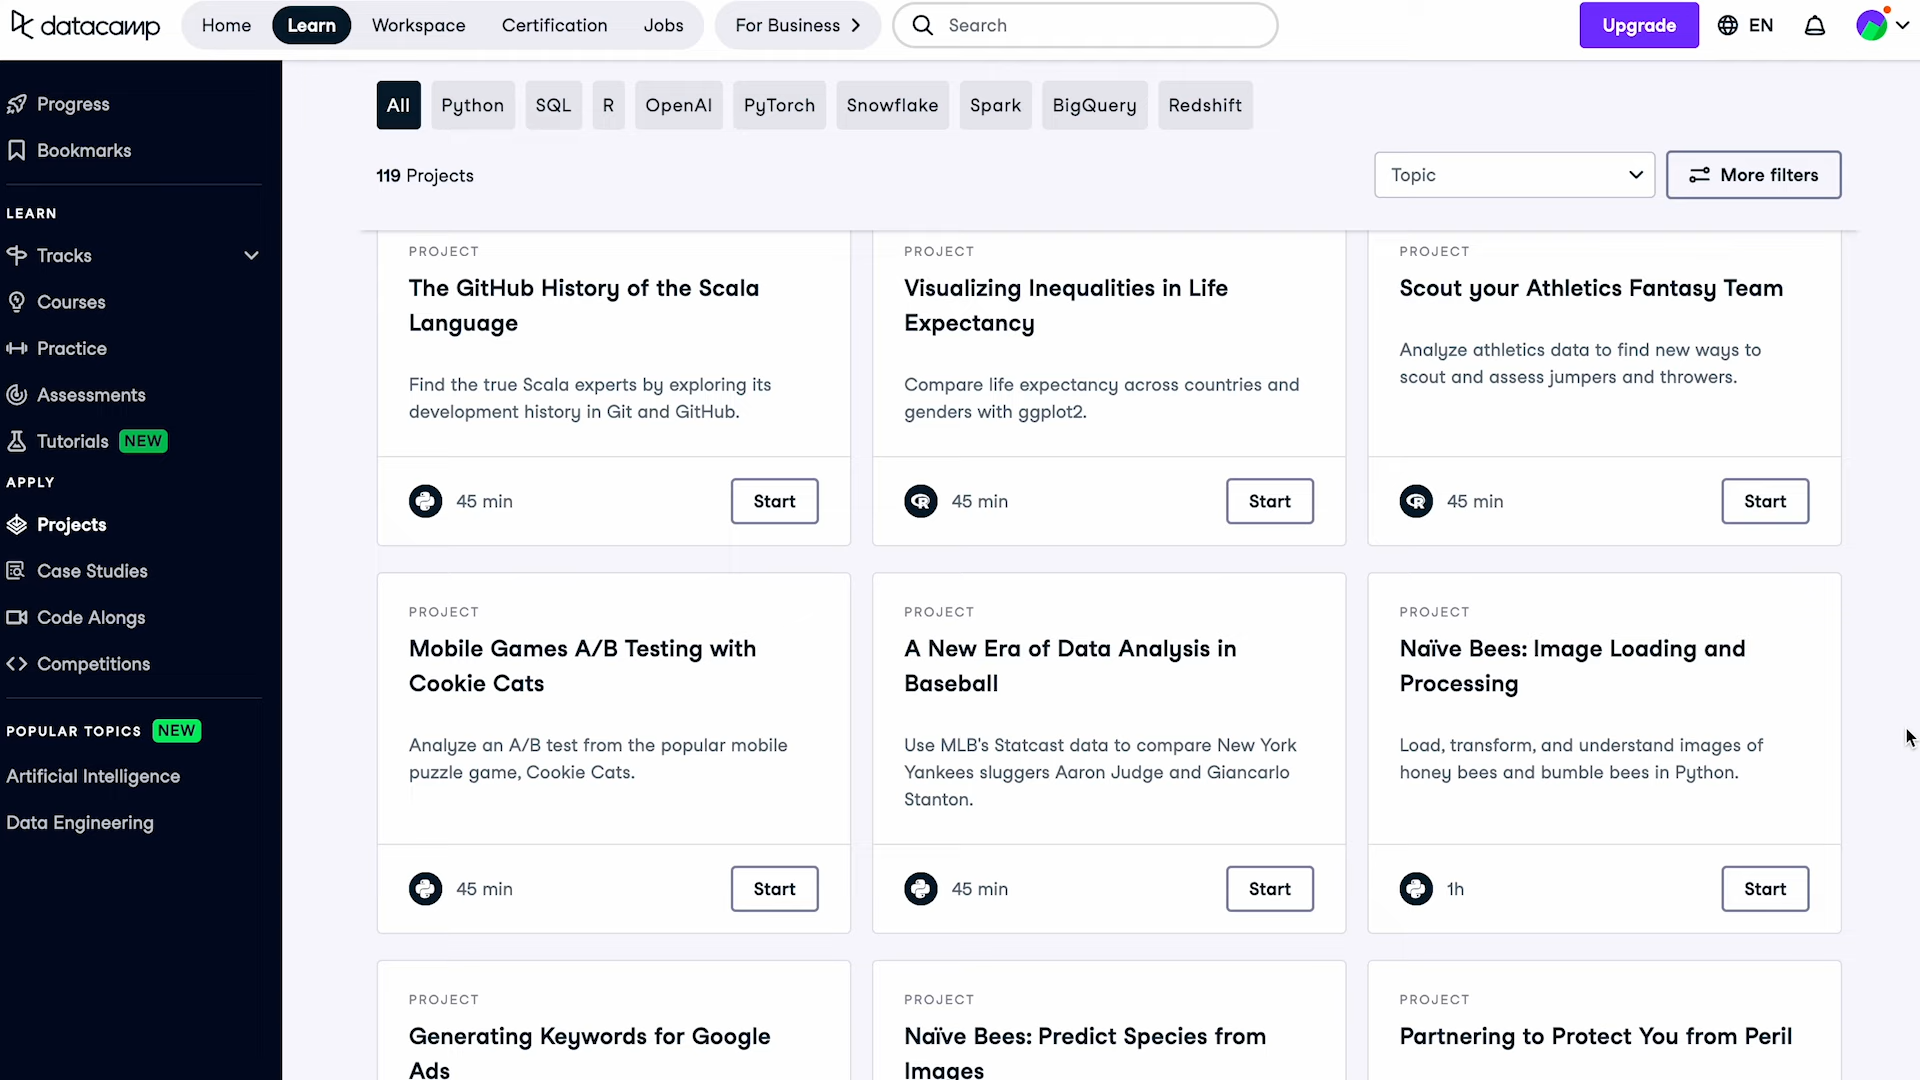 datacamp
Home
Learn
Workspace
Certification
Jobs
For Business
Search
Upgrade
EN
Progress
Bookmarks
LEARN
Tracks
Courses
Practice
Assessments
Tutorials NEW
APPLY
Projects
Case Studies
Code Alongs
Competitions
POPULAR TOPICS NEW
Artificial Intelligence
Data Engineering
All
Python
SQL
R
OpenAI
PyTorch
Snowflake
Spark
BigQuery
Redshift
119 Projects
Topic
More filters
PROJECT
The GitHub History of the Scala
Language
Find the true Scala experts by exploring its
development history in Git and GitHub.
45 min
Start
PROJECT
Visualizing Inequalities in Life
Expectancy
Compare life expectancy across countries and
genders with ggplot2.
45 min
Start
PROJECT
Scout your Athletics Fantasy Team
Analyze athletics data to find new ways to
scout and assess jumpers and throwers.
45 min
Start
PROJECT
Mobile Games A/B Testing with
Cookie Cats
Analyze an A/B test from the popular mobile
puzzle game, Cookie Cats.
45 min
Start
PROJECT
A New Era of Data Analysis in
Baseball
Use MLB's Statcast data to compare New York
Yankees sluggers Aaron Judge and Giancarlo
Stanton.
45 min
Start
PROJECT
Naïve Bees: Image Loading and
Processing
Load, transform, and understand images of
honey bees and bumble bees in Python.
1h
Start
PROJECT
Generating Keywords for Google
Ads
PROJECT
Naïve Bees: Predict Species from
Images
PROJECT
Partnering to Protect You from Peril